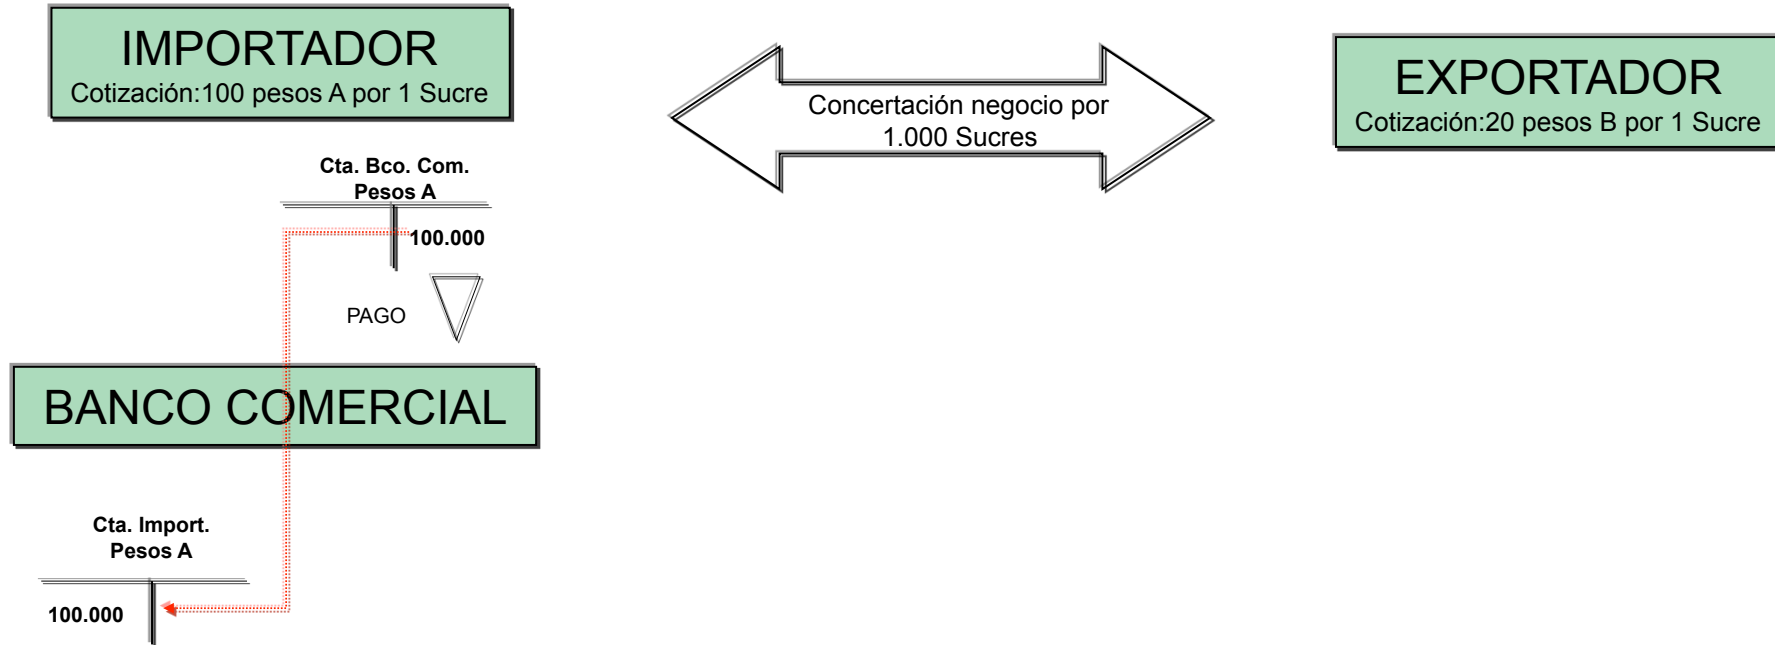 IMPORTADOR
Cotización:100 pesos A por 1 Sucre
Concertación negocio por
1.000 Sucres
EXPORTADOR
Cotización:20 pesos B por 1 Sucre
Cta. Bco. Com.
Pesos A
100.000
PAGO
BANCO COMERCIAL
Cta. Import.
Pesos A
100.000